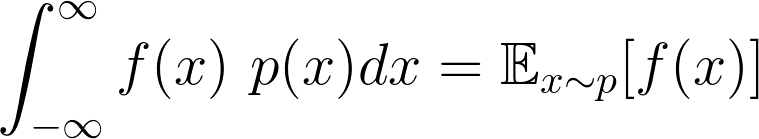 ∫_{-∞}^{∞} f(x) p(x)dx = 𝔼_{x∼p}[f(x)]